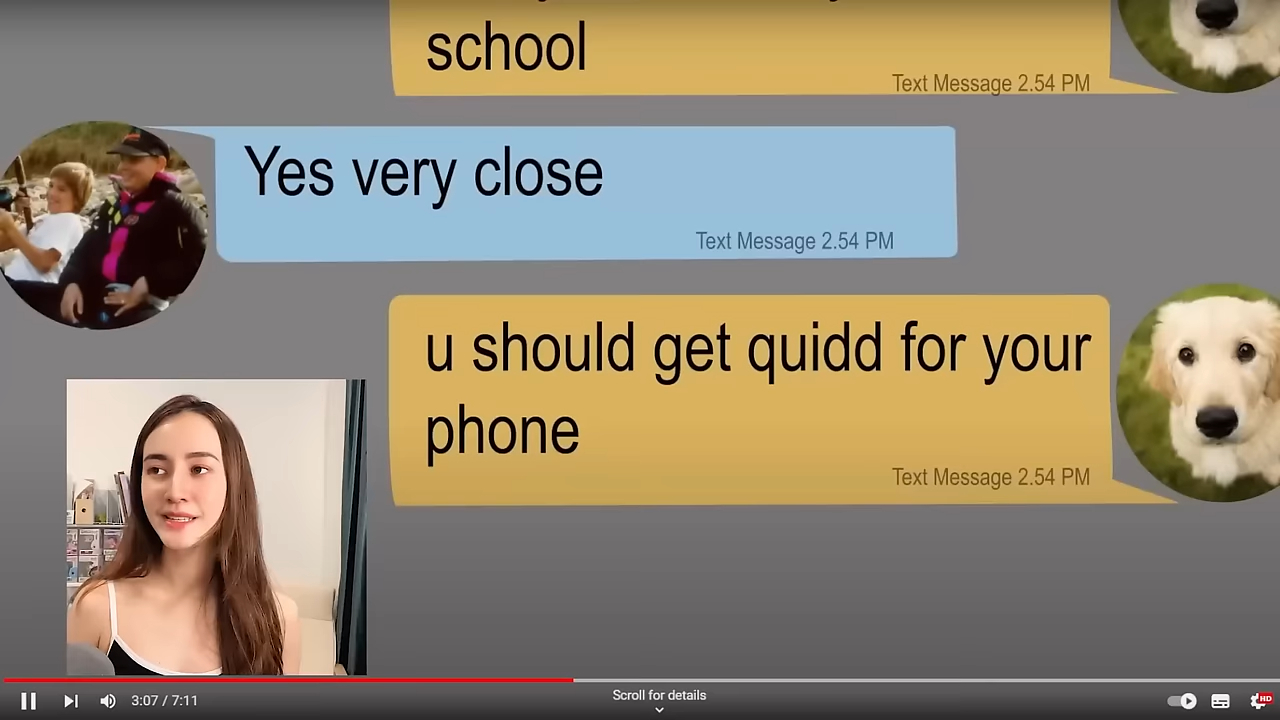 school
Text Message 2.54 PM
Yes very close
Text Message 2.54 PM
u should get quidd for your
phone
Text Message 2.54 PM
3:07 / 7:11
Scroll for details
HD